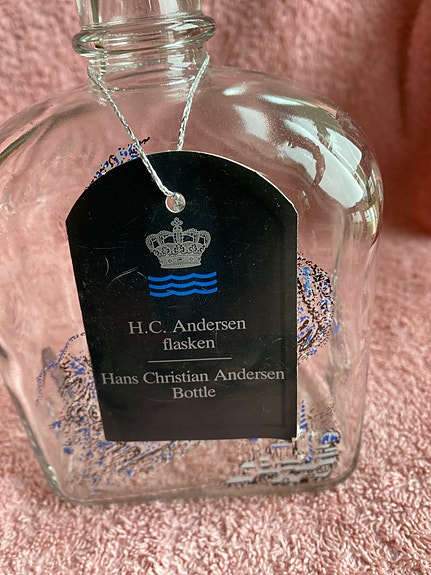 H.C. Andersen
flasken
Hans Christian Andersen
Bottle